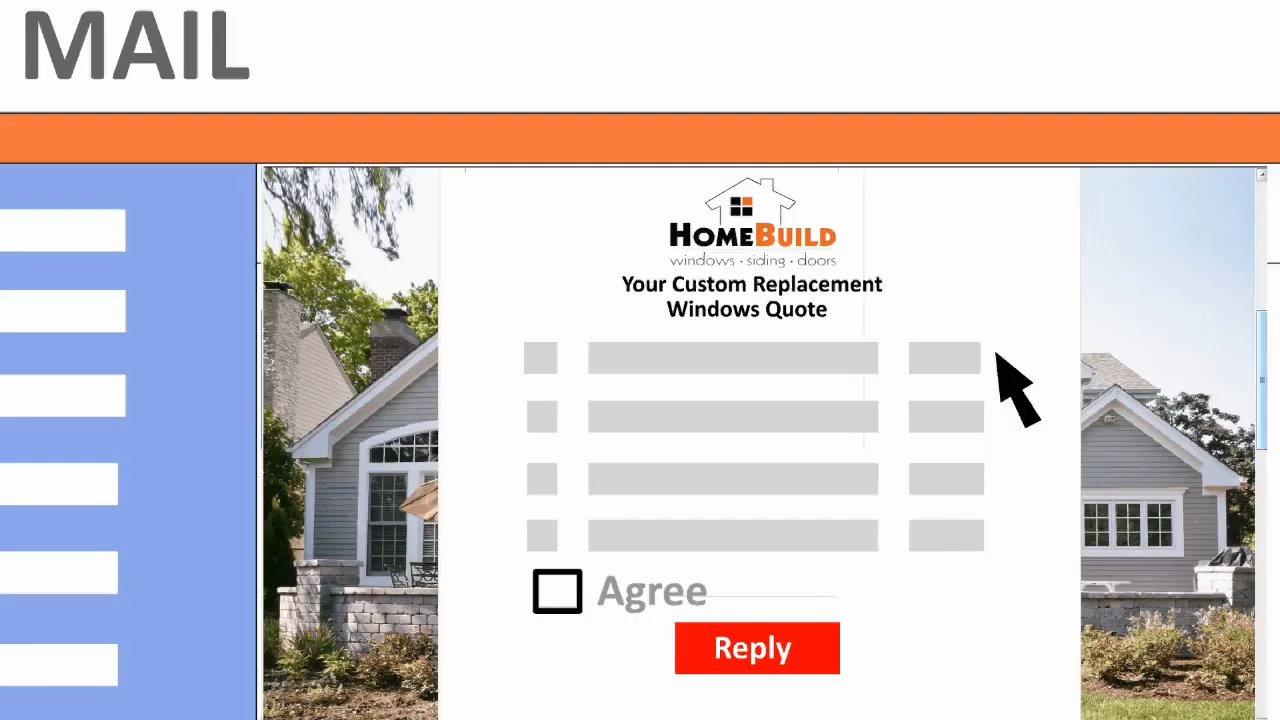 MAIL
HOMEBUILD
windows · siding · doors
Your Custom Replacement
Windows Quote
Agree
Reply